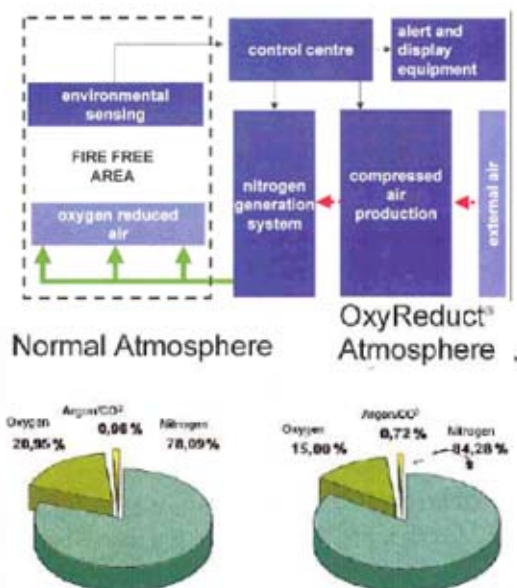 control centre
alert and
display
equipment
environmental
sensing
FIRE FREE
AREA
oxygen reduced
air
nitrogen
generation
system
compressed
air
production
external air
Normal Atmosphere
OxyReduct®
Atmosphere
Oxygen
20,95 %
Argon/CO²
0,96 %
Nitrogen
78,09 %
Oxygen
15,00 %
Argon/CO²
0,72 %
Nitrogen
84,28 %